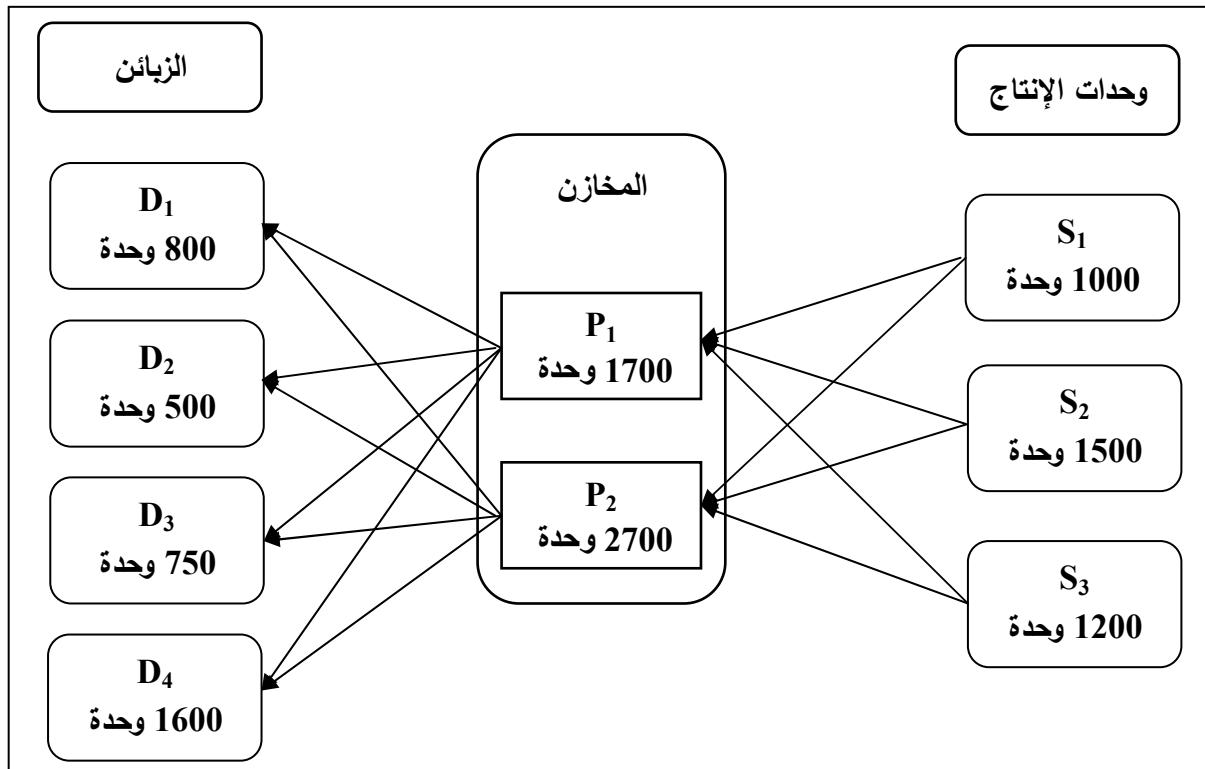 وحدات الإنتاج
S₁
1000 وحدة
S₂
1500 وحدة
S₃
1200 وحدة
المخازن
P₁
1700 وحدة
P₂
2700 وحدة
الزبائن
D₁
800 وحدة
D₂
500 وحدة
D₃
750 وحدة
D₄
1600 وحدة